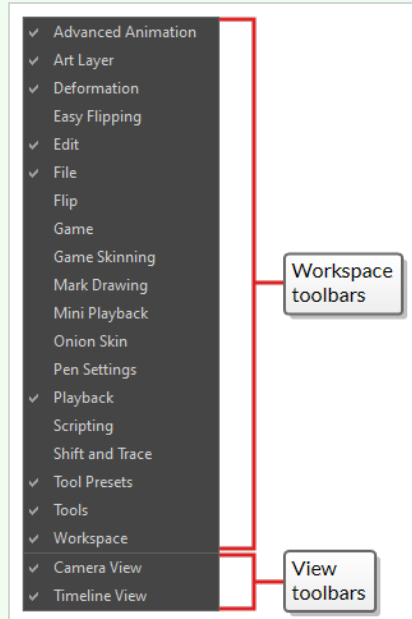 Advanced Animation
Art Layer
Deformation
Easy Flipping
Edit
File
Flip
Game
Game Skinning
Mark Drawing
Mini Playback
Onion Skin
Pen Settings
Playback
Scripting
Shift and Trace
Tool Presets
Tools
Workspace
Camera View
Timeline View
Workspace
toolbars
View
toolbars